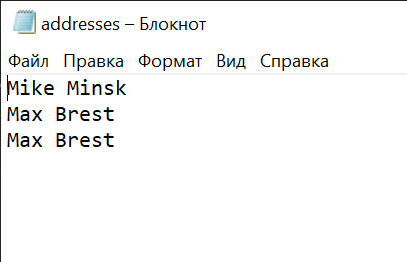 addresses – Блокнот
Файл Правка Формат Вид Справка
Mike Minsk
Max Brest
Max Brest